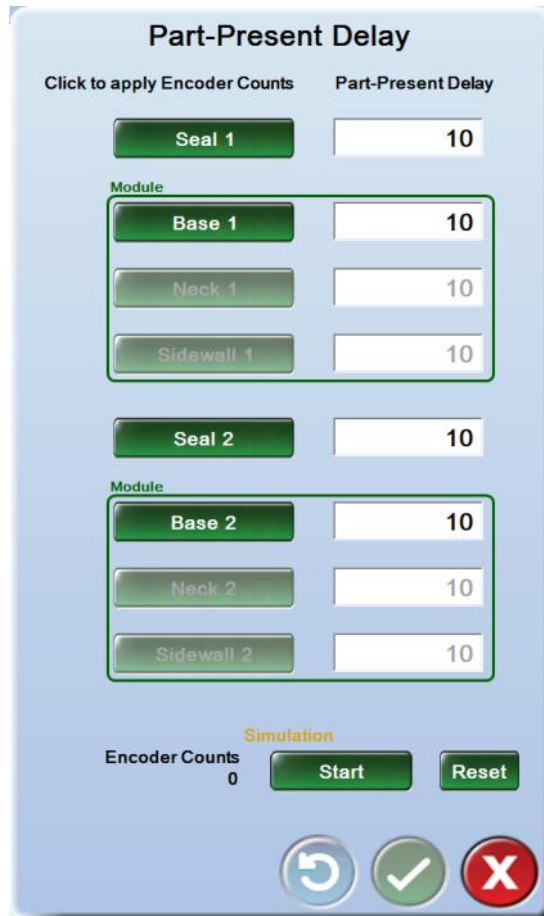 Part-Present Delay
Click to apply Encoder Counts Part-Present Delay
Seal 1 10
Module
Base 1 10
Neck 1 10
Sidewall 1 10
Seal 2 10
Module
Base 2 10
Neck 2 10
Sidewall 2 10
Simulation
Encoder Counts
0 Start Reset
X